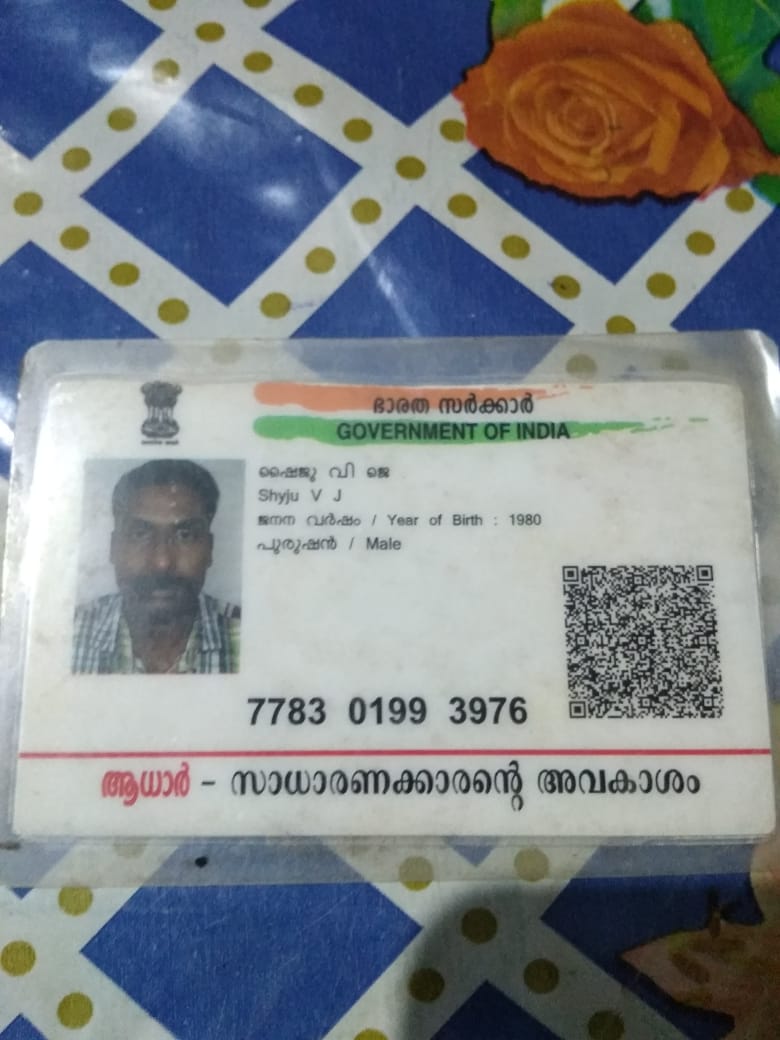 ഭാരത സർക്കാർ
GOVERNMENT OF INDIA
ഷൈജു വി ജെ
Shyju V J
ജനന വർഷം / Year of Birth : 1980
പുരുഷൻ / Male
7783 0199 3976
ആധാർ - സാധാരണക്കാരന്റെ അവകാശം